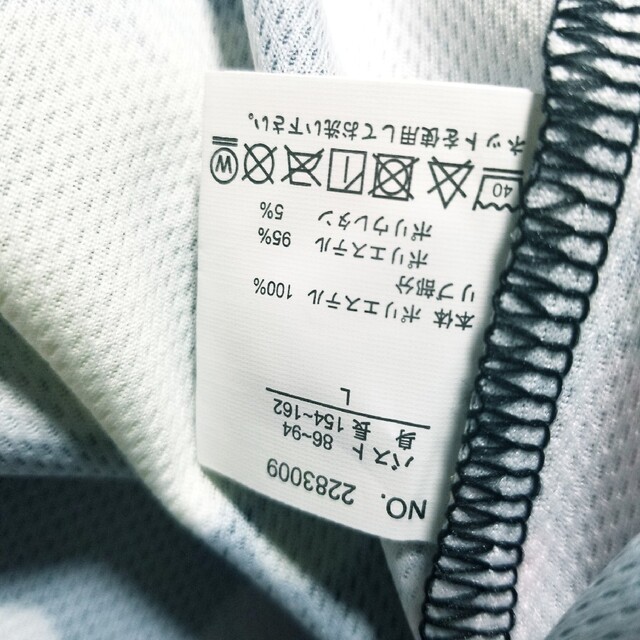 NO. 2283009
バスト 86~94
身 長 154~162
L
本体 ポリエステル 100%
リブ部分
ポリエステル 95%
ポリウレタン 5%
40
W
ネットを使用してお洗い下さい。